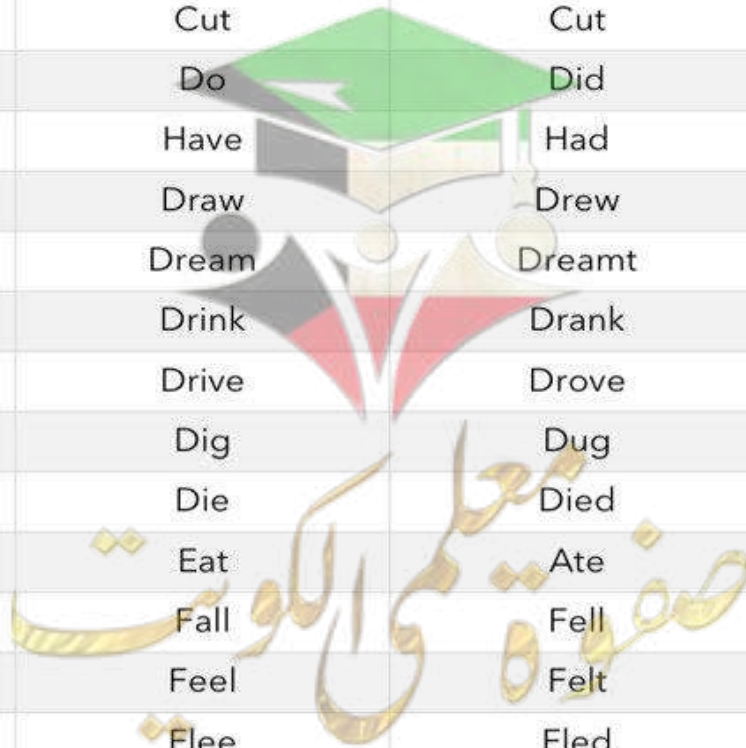 Cut Cut
Do Did
Have Had
Draw Drew
Dream Dreamt
Drink Drank
Drive Drove
Dig Dug
Die Died
Eat Ate
Fall Fell
Feel Felt
Flee Fled
صفوة معلمى الكويت